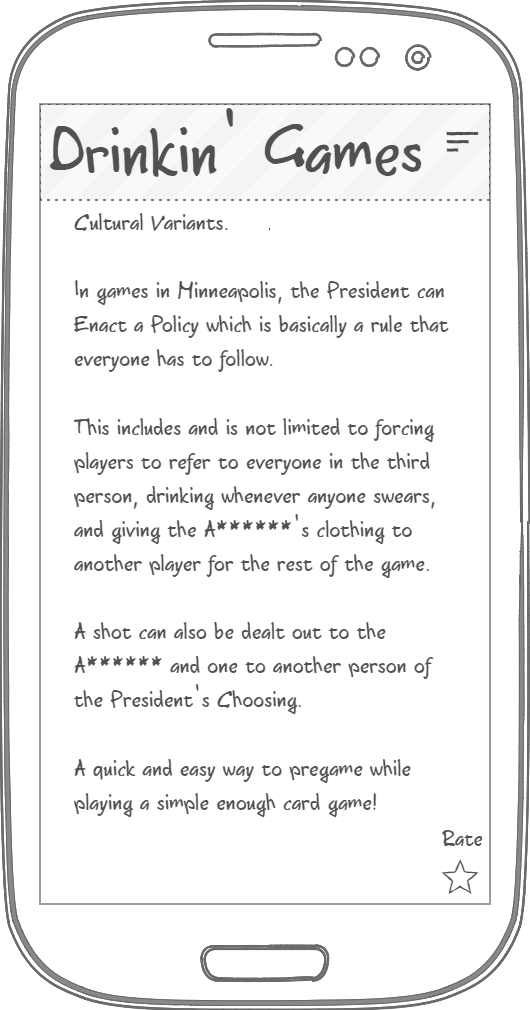 Drinkin' Games
Cultural Variants. .
In games in Minneapolis, the President can
Enact a Policy which is basically a rule that
everyone has to follow.
This includes and is not limited to forcing
players to refer to everyone in the third
person, drinking whenever anyone swears,
and giving the A******'s clothing to
another player for the rest of the game.
A shot can also be dealt out to the
A****** and one to another person of
the President's Choosing.
A quick and easy way to pregame while
playing a simple enough card game!
Rate